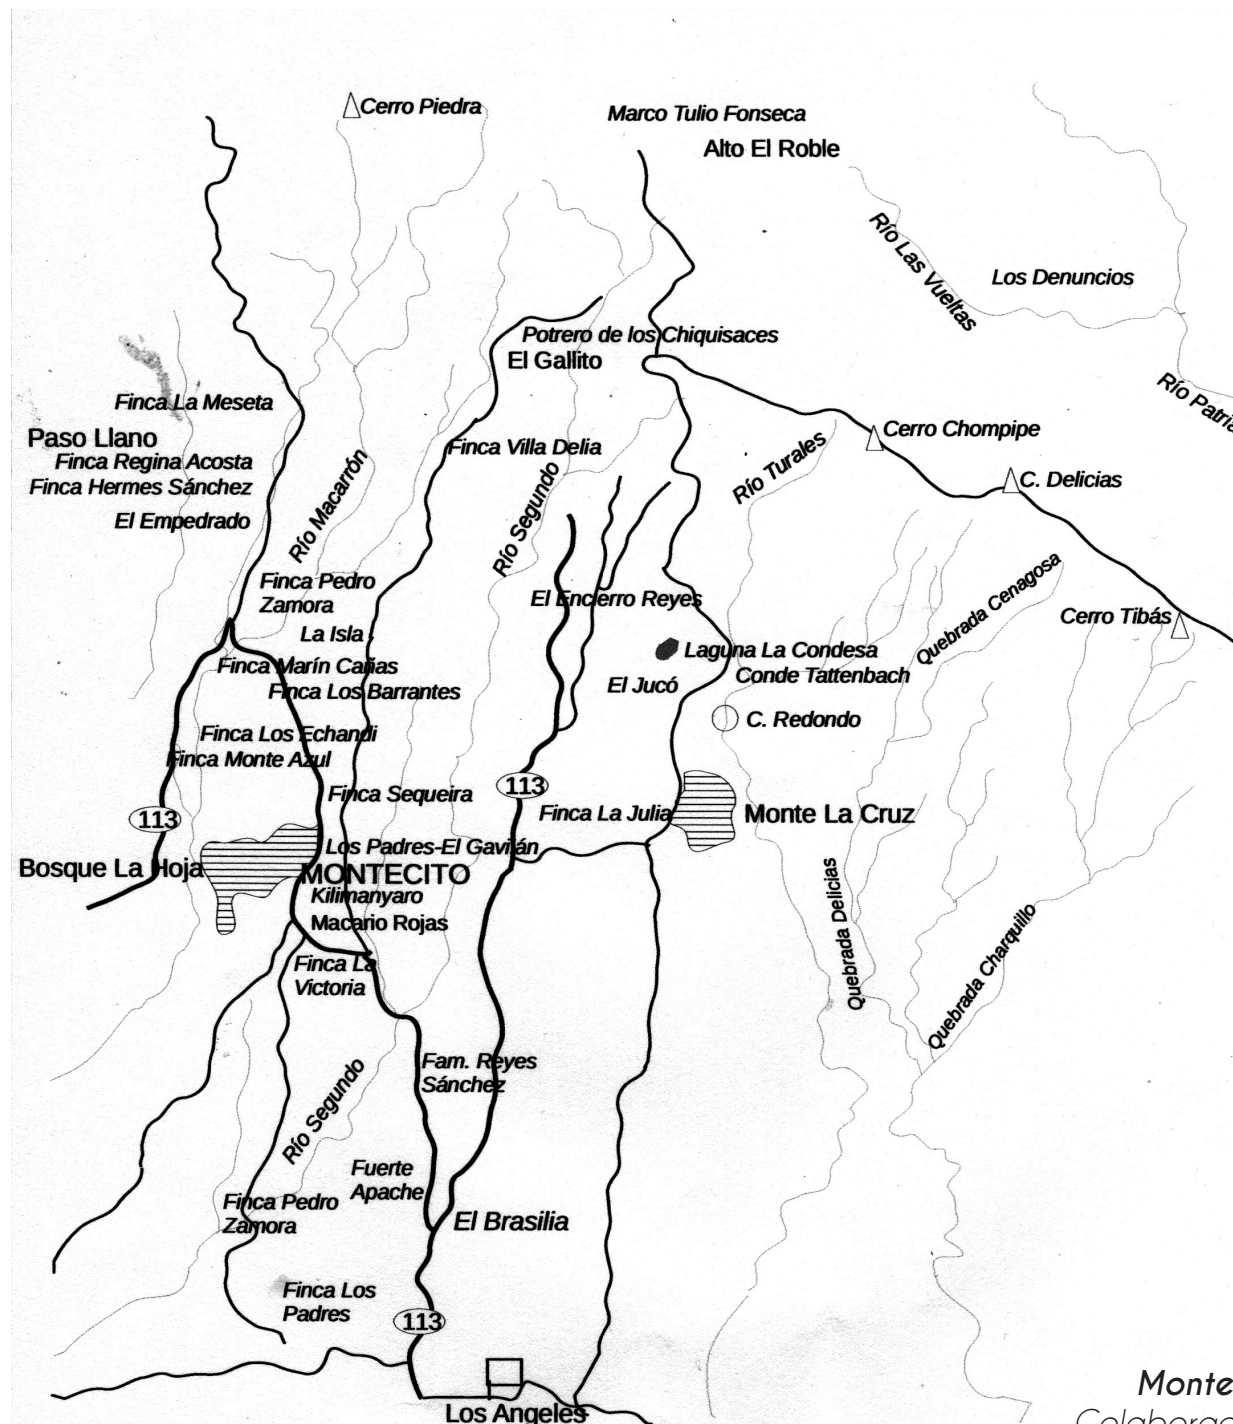 Cerro Piedra
Marco Tulio Fonseca
Alto El Roble
Río Las Vueltas
Los Denuncios
Potrero de los Chiquisaces
El Gallito
Río Patria
Finca La Meseta
Paso Llano
Finca Regina Acosta
Finca Hermes Sánchez
El Empedrado
Río Macarrón
Finca Villa Delia
Río Segundo
Río Turales
Cerro Chompipe
C. Delicias
Finca Pedro
Zamora
La Isla
El Encierro Reyes
Quebrada Cenagosa
Cerro Tibás
Finca Marín Cañas
Finca Los Barrantes
Laguna La Condesa
Conde Tattenbach
El Jucó
C. Redondo
Finca Los Echandi
Finca Monte Azul
Finca Sequeira
113
113
Finca La Julia
Monte La Cruz
Los Padres-El Gavilán
Bosque La Hoja
MONTECITO
Kilimanyaro
Macario Rojas
Quebrada Delicias
Quebrada Charquillo
Finca La
Victoria
Fam. Reyes
Sánchez
Río Segundo
Fuerte
Apache
Finca Pedro
Zamora
El Brasilia
Finca Los
Padres
113
Los Angeles
Monte